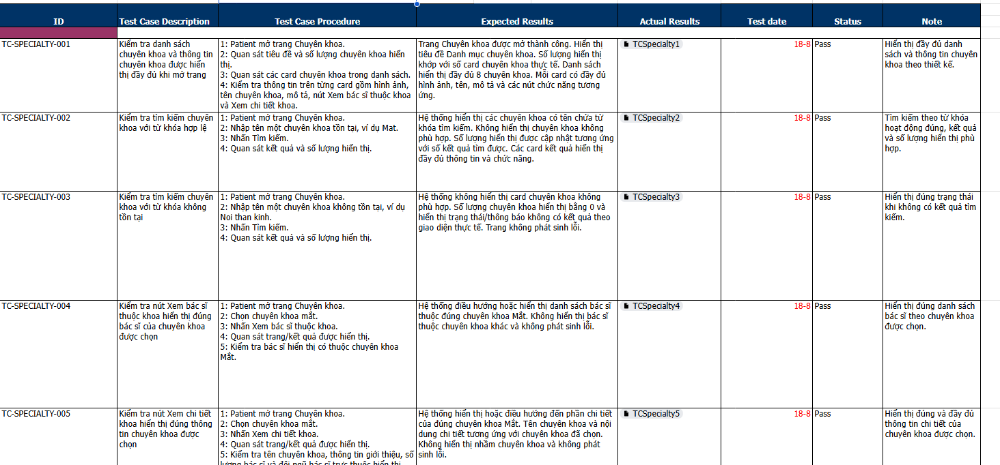 ID Test Case Description Test Case Procedure Expected Results Actual Results Test date Status Note
TC-SPECIALTY-001
Kiểm tra danh sách
chuyên khoa và thông tin
chuyên khoa được hiển
thị đầy đủ khi mở trang
1: Patient mở trang Chuyên khoa.
2: Quan sát tiêu đề và số lượng chuyên khoa hiển
thị.
3: Quan sát các card chuyên khoa trong danh sách.
4: Kiểm tra thông tin trên từng card gồm hình ảnh,
tên chuyên khoa, mô tả, nút Xem bác sĩ thuộc khoa
và Xem chi tiết khoa.
Trang Chuyên khoa được mở thành công. Hiển thị
tiêu đề Danh mục chuyên khoa. Số lượng hiển thị
khớp với số card chuyên khoa thực tế. Danh sách
hiển thị đầy đủ 8 chuyên khoa. Mỗi card có đầy đủ
hình ảnh, tên, mô tả và các nút chức năng tương
ứng.
TCSpecialty1
18-8
Pass
Hiển thị đầy đủ danh
sách và thông tin chuyên
khoa theo thiết kế.
TC-SPECIALTY-002
Kiểm tra tìm kiếm chuyên
khoa với từ khóa hợp lệ
1: Patient mở trang Chuyên khoa.
2: Nhập tên một chuyên khoa tồn tại, ví dụ Mat.
3: Nhấn Tìm kiếm.
4: Quan sát kết quả và số lượng hiển thị.
Hệ thống hiển thị các chuyên khoa có tên chứa từ
khóa tìm kiếm. Không hiển thị chuyên khoa không
phù hợp. Số lượng hiển thị được cập nhật tương ứng
với số kết quả tìm được. Các card kết quả hiển thị
đầy đủ thông tin và chức năng.
TCSpecialty2
18-8
Pass
Tìm kiếm theo từ khóa
hoạt động đúng, kết quả
và số lượng hiển thị phù
hợp.
TC-SPECIALTY-003
Kiểm tra tìm kiếm chuyên
khoa với từ khóa không
tồn tại
1: Patient mở trang Chuyên khoa.
2: Nhập tên một chuyên khoa không tồn tại, ví dụ
Noi than kinh.
3: Nhấn Tìm kiếm.
4: Quan sát kết quả và số lượng hiển thị.
Hệ thống không hiển thị card chuyên khoa không
phù hợp. Số lượng chuyên khoa hiển thị bằng 0 và
hiển thị trạng thái/thông báo không có kết quả theo
giao diện thực tế. Trang không phát sinh lỗi.
TCSpecialty3
18-8
Pass
Hiển thị đúng trạng thái
khi không có kết quả tìm
kiếm.
TC-SPECIALTY-004
Kiểm tra nút Xem bác sĩ
thuộc khoa hiển thị đúng
bác sĩ của chuyên khoa
được chọn
1: Patient mở trang Chuyên khoa.
2: Chọn chuyên khoa mắt.
3: Nhấn Xem bác sĩ thuộc khoa.
4: Quan sát trang/kết quả được hiển thị.
5: Kiểm tra bác sĩ hiển thị có thuộc chuyên khoa
Mắt.
Hệ thống điều hướng hoặc hiển thị danh sách bác sĩ
thuộc đúng chuyên khoa Mắt. Không hiển thị bác sĩ
thuộc chuyên khoa khác và không phát sinh lỗi.
TCSpecialty4
18-8
Pass
Hiển thị đúng danh sách
bác sĩ theo chuyên khoa
được chọn.
TC-SPECIALTY-005
Kiểm tra nút Xem chi tiết
khoa hiển thị đúng thông
tin chuyên khoa được
chọn
1: Patient mở trang Chuyên khoa.
2: Chọn chuyên khoa mắt.
3: Nhấn Xem chi tiết khoa.
4: Quan sát trang/kết quả được hiển thị.
5: Kiểm tra tên chuyên khoa, thông tin giới thiệu, số
lượng bác sĩ và đội ngũ bác sĩ trực thuộc hiển thị
Hệ thống hiển thị hoặc điều hướng đến phần chi tiết
của đúng chuyên khoa Mắt. Tên chuyên khoa và nội
dung chi tiết tương ứng với chuyên khoa đã chọn.
Không hiển thị nhầm chuyên khoa và không phát
sinh lỗi.
TCSpecialty5
18-8
Pass
Hiển thị đúng và đầy đủ
thông tin chi tiết của
chuyên khoa được chọn.